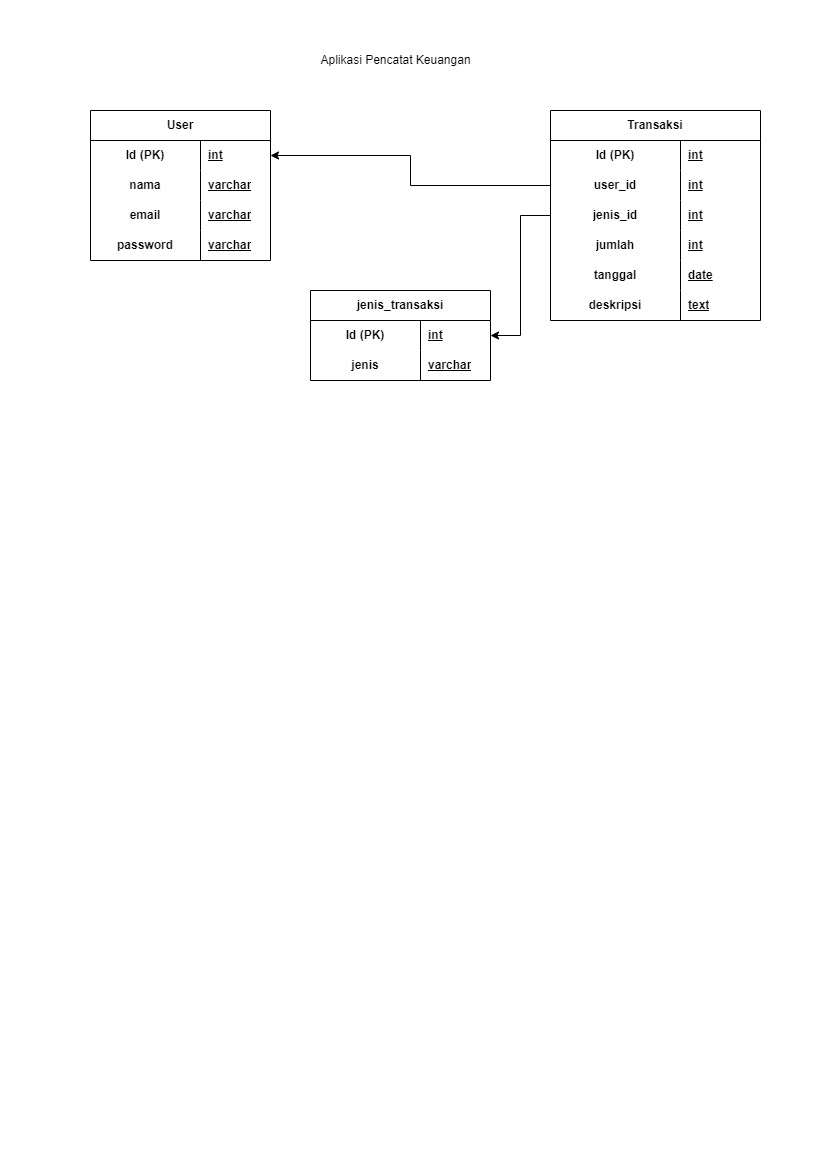 Aplikasi Pencatat Keuangan
User
Id (PK) int
nama varchar
email varchar
password varchar
Transaksi
Id (PK) int
user_id int
jenis_id int
jumlah int
tanggal date
deskripsi text
jenis_transaksi
Id (PK) int
jenis varchar